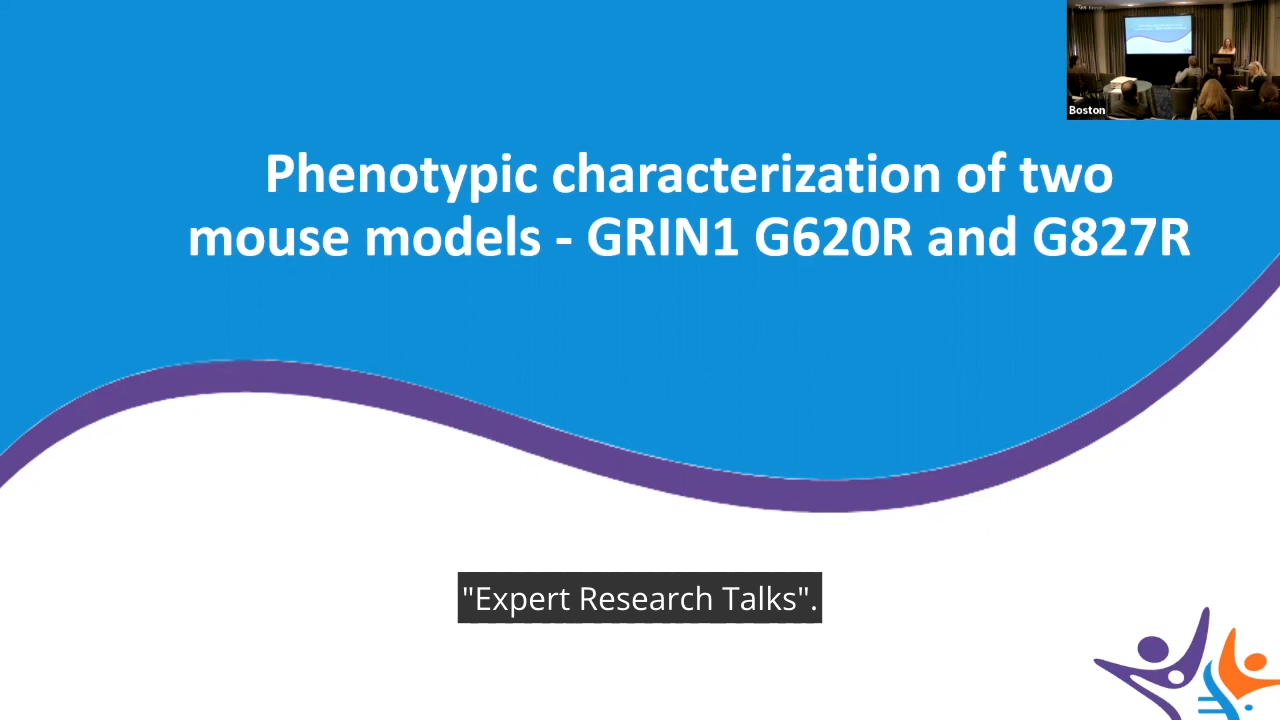 Boston
Phenotypic characterization of two
mouse models - GRIN1 G620R and G827R
"Expert Research Talks".